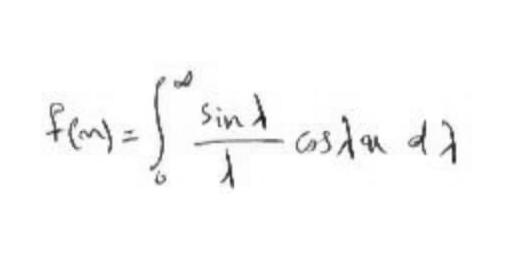 f(x) = ∫₀^∞ (sin λ)/λ cos λx dλ